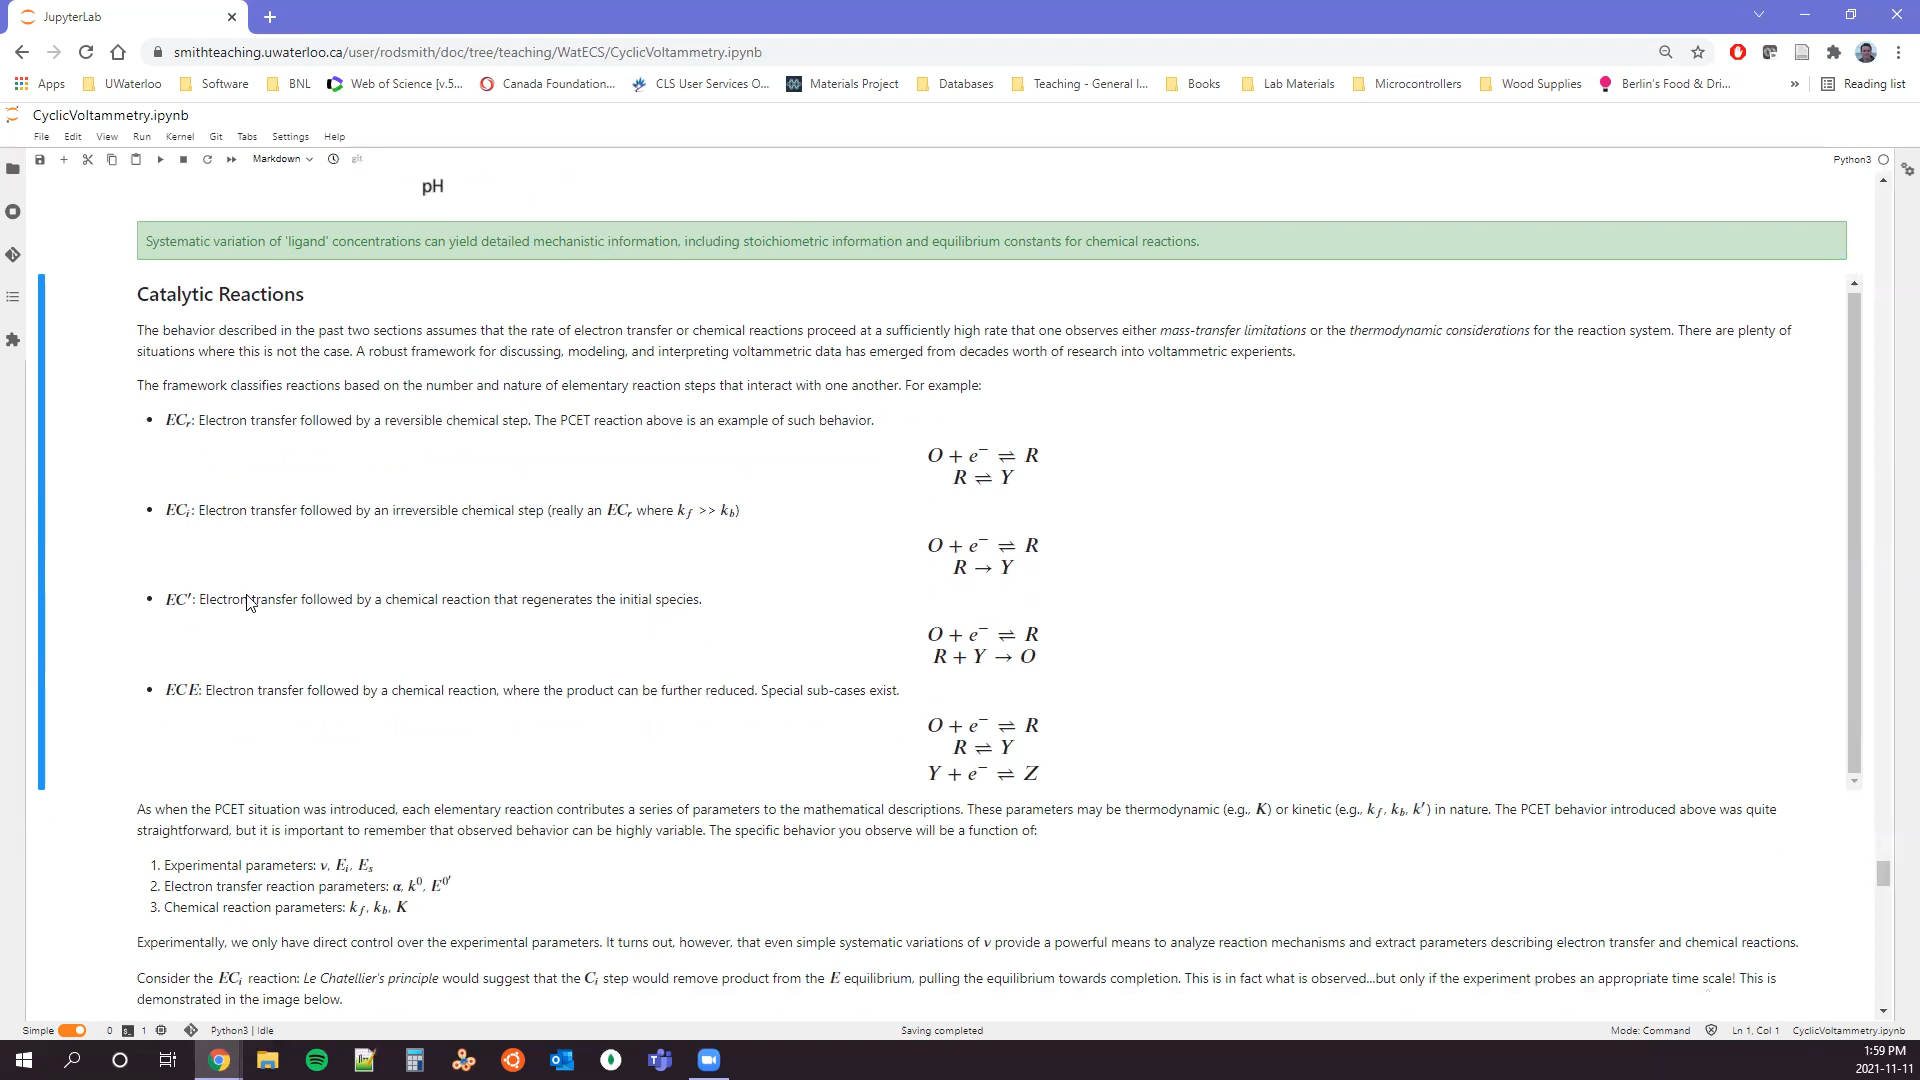 JupyterLab
smithteaching.uwaterloo.ca/user/rodsmith/doc/tree/teaching/WatECS/CyclicVoltammetry.ipynb
Apps UWaterloo Software BNL Web of Science [v.5... Canada Foundation... CLS User Services O... Materials Project Databases Teaching - General I... Books Lab Materials Microcontrollers Wood Supplies Berlin's Food & Dri... » Reading list
CyclicVoltammetry.ipynb
File Edit View Run Kernel Git Tabs Settings Help
Markdown git Python3
pH
Systematic variation of 'ligand' concentrations can yield detailed mechanistic information, including stoichiometric information and equilibrium constants for chemical reactions.
Catalytic Reactions
The behavior described in the past two sections assumes that the rate of electron transfer or chemical reactions proceed at a sufficiently high rate that one observes either mass-transfer limitations or the thermodynamic considerations for the reaction system. There are plenty of
situations where this is not the case. A robust framework for discussing, modeling, and interpreting voltammetric data has emerged from decades worth of research into voltammetric experients.
The framework classifies reactions based on the number and nature of elementary reaction steps that interact with one another. For example:
• ECᵣ: Electron transfer followed by a reversible chemical step. The PCET reaction above is an example of such behavior.
O + e⁻ ⇌ R
R ⇌ Y
• ECᵢ: Electron transfer followed by an irreversible chemical step (really an ECᵣ where k_f >> k_b)
O + e⁻ ⇌ R
R → Y
• EC′: Electron transfer followed by a chemical reaction that regenerates the initial species.
O + e⁻ ⇌ R
R + Y → O
• ECE: Electron transfer followed by a chemical reaction, where the product can be further reduced. Special sub-cases exist.
O + e⁻ ⇌ R
R ⇌ Y
Y + e⁻ ⇌ Z
As when the PCET situation was introduced, each elementary reaction contributes a series of parameters to the mathematical descriptions. These parameters may be thermodynamic (e.g., K) or kinetic (e.g., k_f, k_b, k′) in nature. The PCET behavior introduced above was quite
straightforward, but it is important to remember that observed behavior can be highly variable. The specific behavior you observe will be a function of:
1. Experimental parameters: ν, Eᵢ, Eₛ
2. Electron transfer reaction parameters: α, k⁰, E⁰′
3. Chemical reaction parameters: k_f, k_b, K
Experimentally, we only have direct control over the experimental parameters. It turns out, however, that even simple systematic variations of ν provide a powerful means to analyze reaction mechanisms and extract parameters describing electron transfer and chemical reactions.
Consider the ECᵢ reaction: Le Chatellier's principle would suggest that the Cᵢ step would remove product from the E equilibrium, pulling the equilibrium towards completion. This is in fact what is observed...but only if the experiment probes an appropriate time scale! This is
demonstrated in the image below.
Simple 0 1 Python3 | Idle Saving completed Mode: Command Ln 1, Col 1 CyclicVoltammetry.ipynb
1:59 PM
2021-11-11